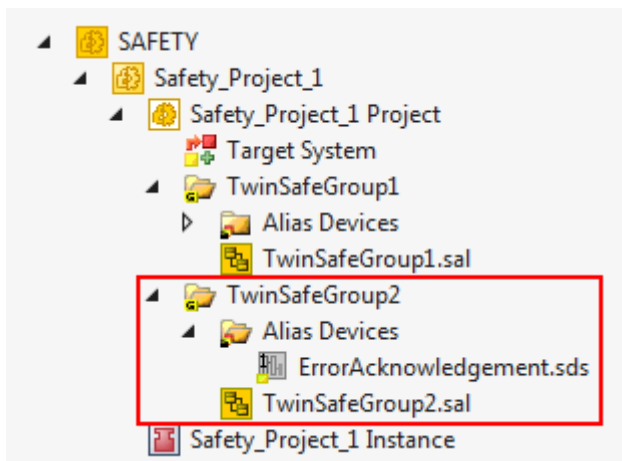 SAFETY
Safety_Project_1
Safety_Project_1 Project
Target System
TwinSafeGroup1
Alias Devices
TwinSafeGroup1.sal
TwinSafeGroup2
Alias Devices
ErrorAcknowledgement.sds
TwinSafeGroup2.sal
Safety_Project_1 Instance